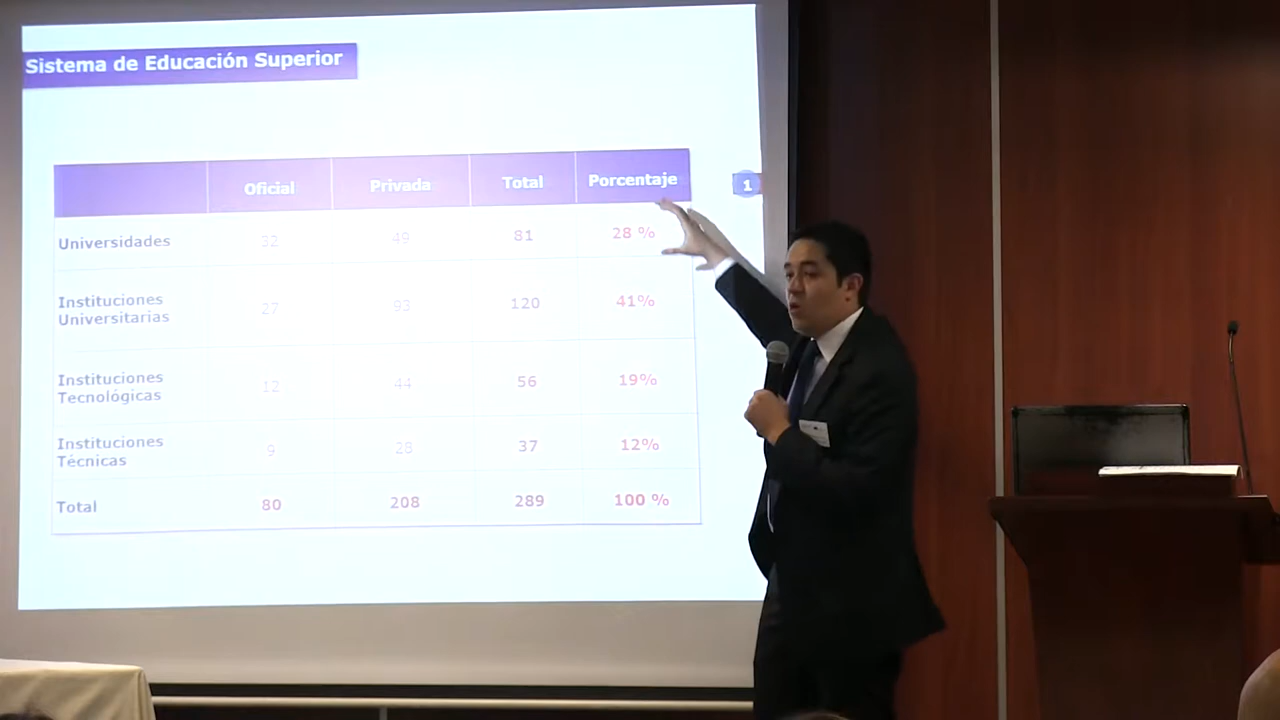 Sistema de Educación Superior
Oficial Privada Total Porcentaje
1
Universidades 32 49 81 28 %
Instituciones
Universitarias 27 93 120 41%
Instituciones
Tecnológicas 12 44 56 19%
Instituciones
Técnicas 9 28 37 12%
Total 80 208 289 100 %